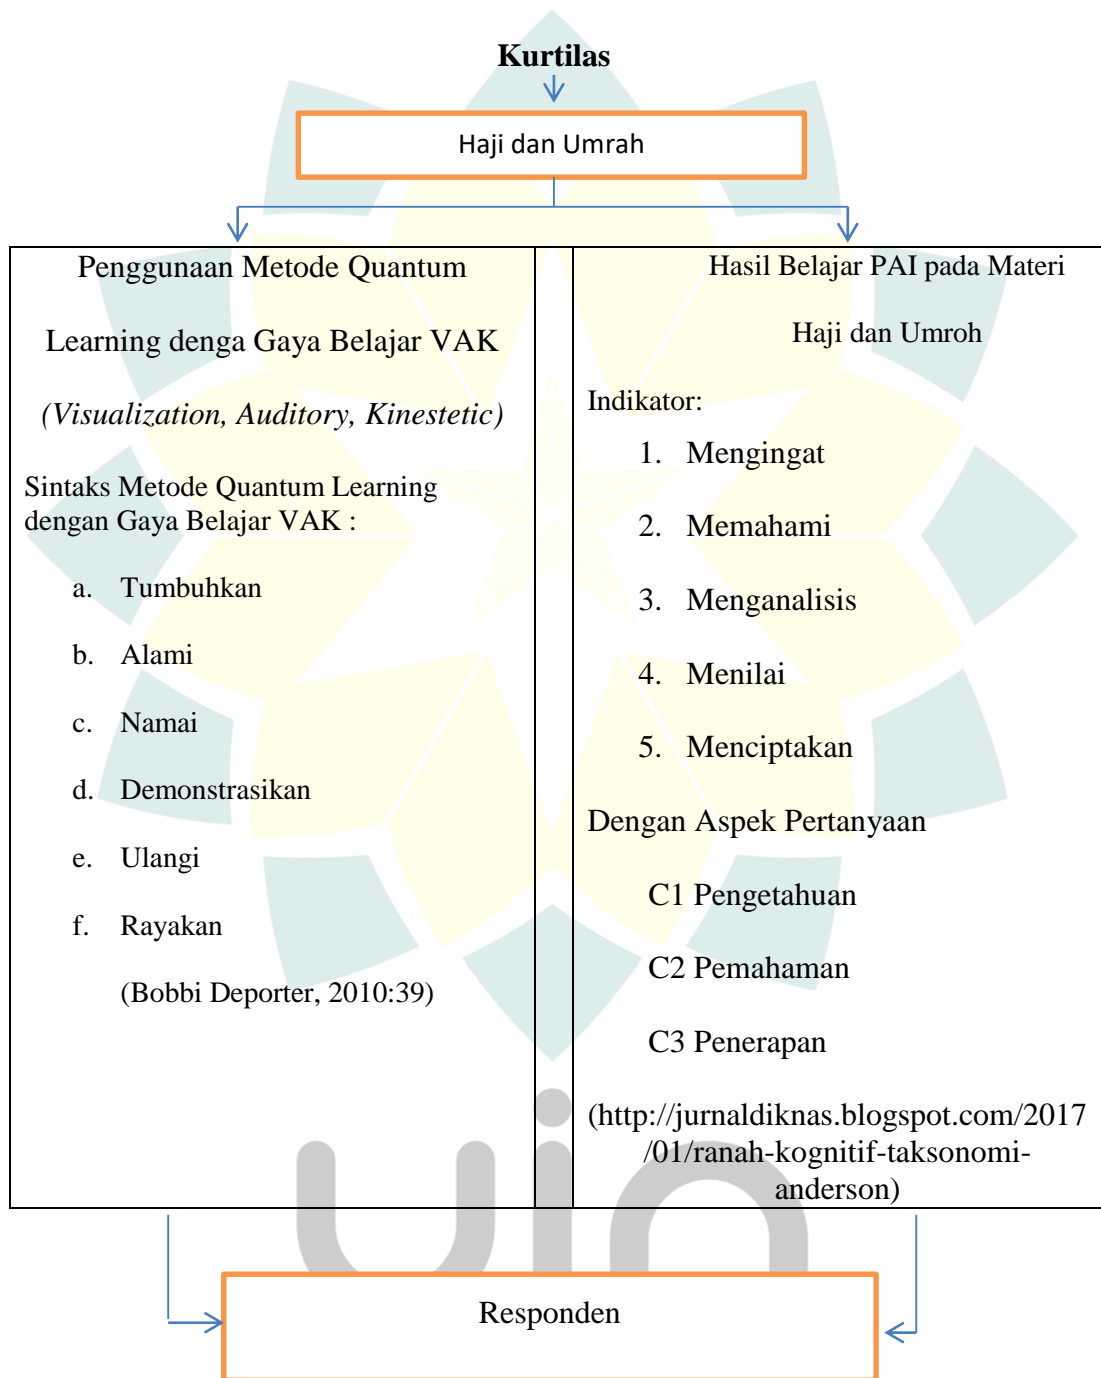 Kurtilas
Haji dan Umrah
Penggunaan Metode Quantum
Learning denga Gaya Belajar VAK
(Visualization, Auditory, Kinestetic)
Sintaks Metode Quantum Learning
dengan Gaya Belajar VAK :
a. Tumbuhkan
b. Alami
c. Namai
d. Demonstrasikan
e. Ulangi
f. Rayakan
(Bobbi Deporter, 2010:39)
Hasil Belajar PAI pada Materi
Haji dan Umroh
Indikator:
1. Mengingat
2. Memahami
3. Menganalisis
4. Menilai
5. Menciptakan
Dengan Aspek Pertanyaan
C1 Pengetahuan
C2 Pemahaman
C3 Penerapan
(http://jurnaldiknas.blogspot.com/2017
/01/ranah-kognitif-taksonomi-
anderson)
uin
Responden